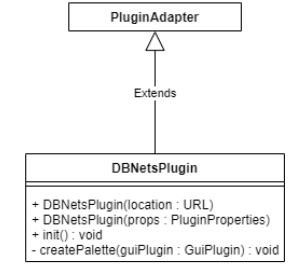 PluginAdapter
Extends
DBNetsPlugin
+ DBNetsPlugin(location : URL)
+ DBNetsPlugin(props : PluginProperties)
+ init() : void
- createPalette(guiPlugin : GuiPlugin) : void